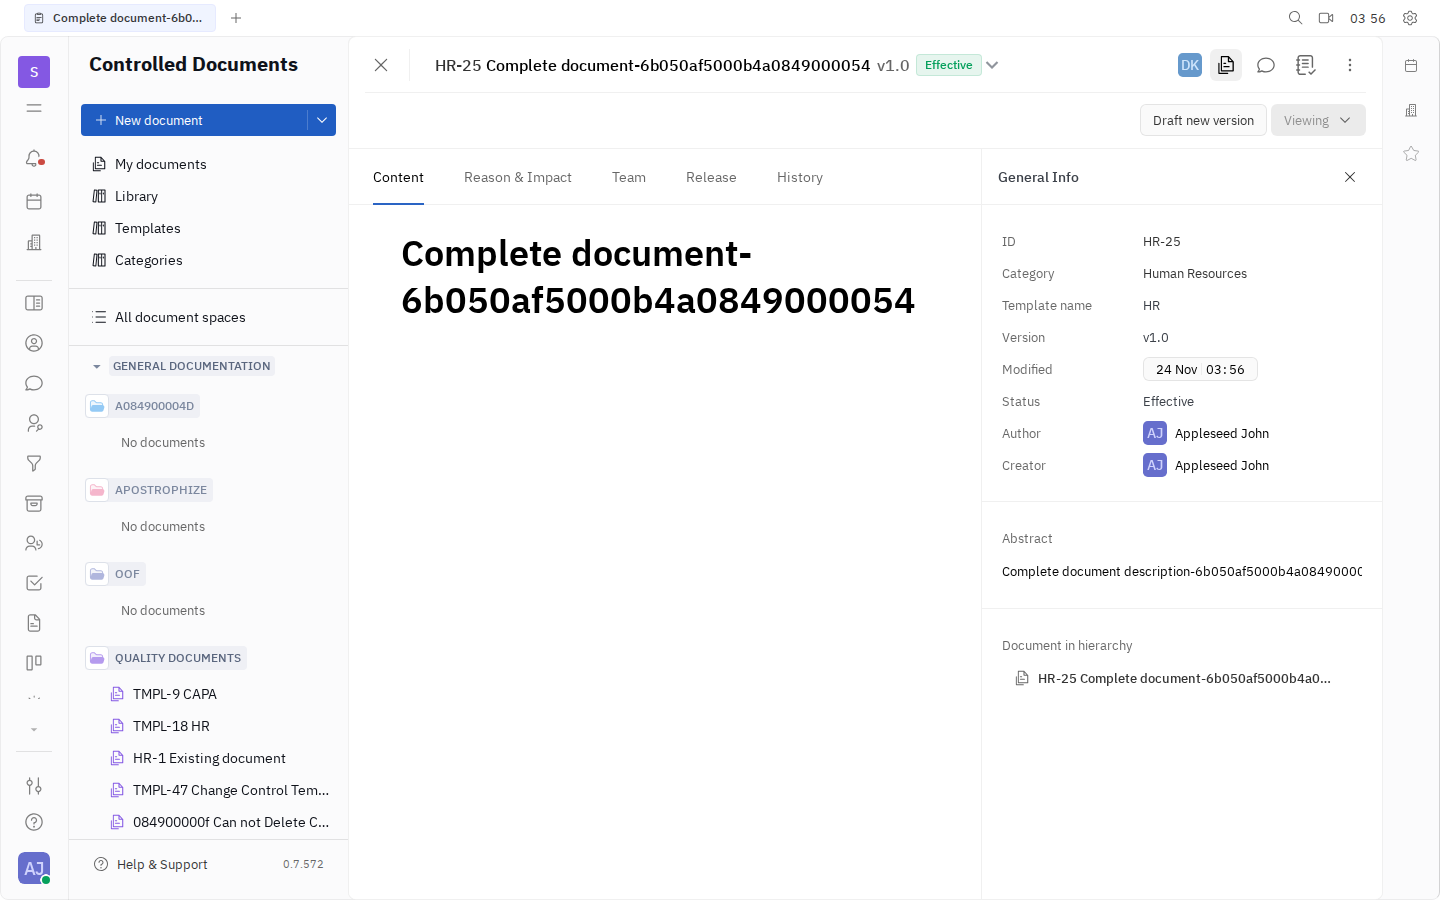 Complete document-6b0...
03 56
S
Controlled Documents
New document
My documents
Library
Templates
Categories
All document spaces
GENERAL DOCUMENTATION
A084900004D
No documents
APOSTROPHIZE
No documents
OOF
No documents
QUALITY DOCUMENTS
TMPL-9 CAPA
TMPL-18 HR
HR-1 Existing document
TMPL-47 Change Control Tem...
084900000f Can not Delete C...
Help & Support 0.7.572
AJ
HR-25 Complete document-6b050af5000b4a0849000054 v1.0 Effective
DK
Draft new version Viewing
Content Reason & Impact Team Release History
Complete document-
6b050af5000b4a0849000054
General Info
ID HR-25
Category Human Resources
Template name HR
Version v1.0
Modified 24 Nov 03:56
Status Effective
Author AJ Appleseed John
Creator AJ Appleseed John
Abstract
Complete document description-6b050af5000b4a08490000
Document in hierarchy
HR-25 Complete document-6b050af5000b4a0...